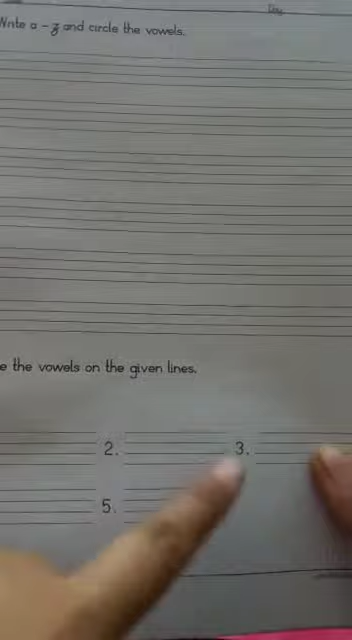 Write a – z and circle the vowels.
the vowels on the given lines.
2. 3.
5.